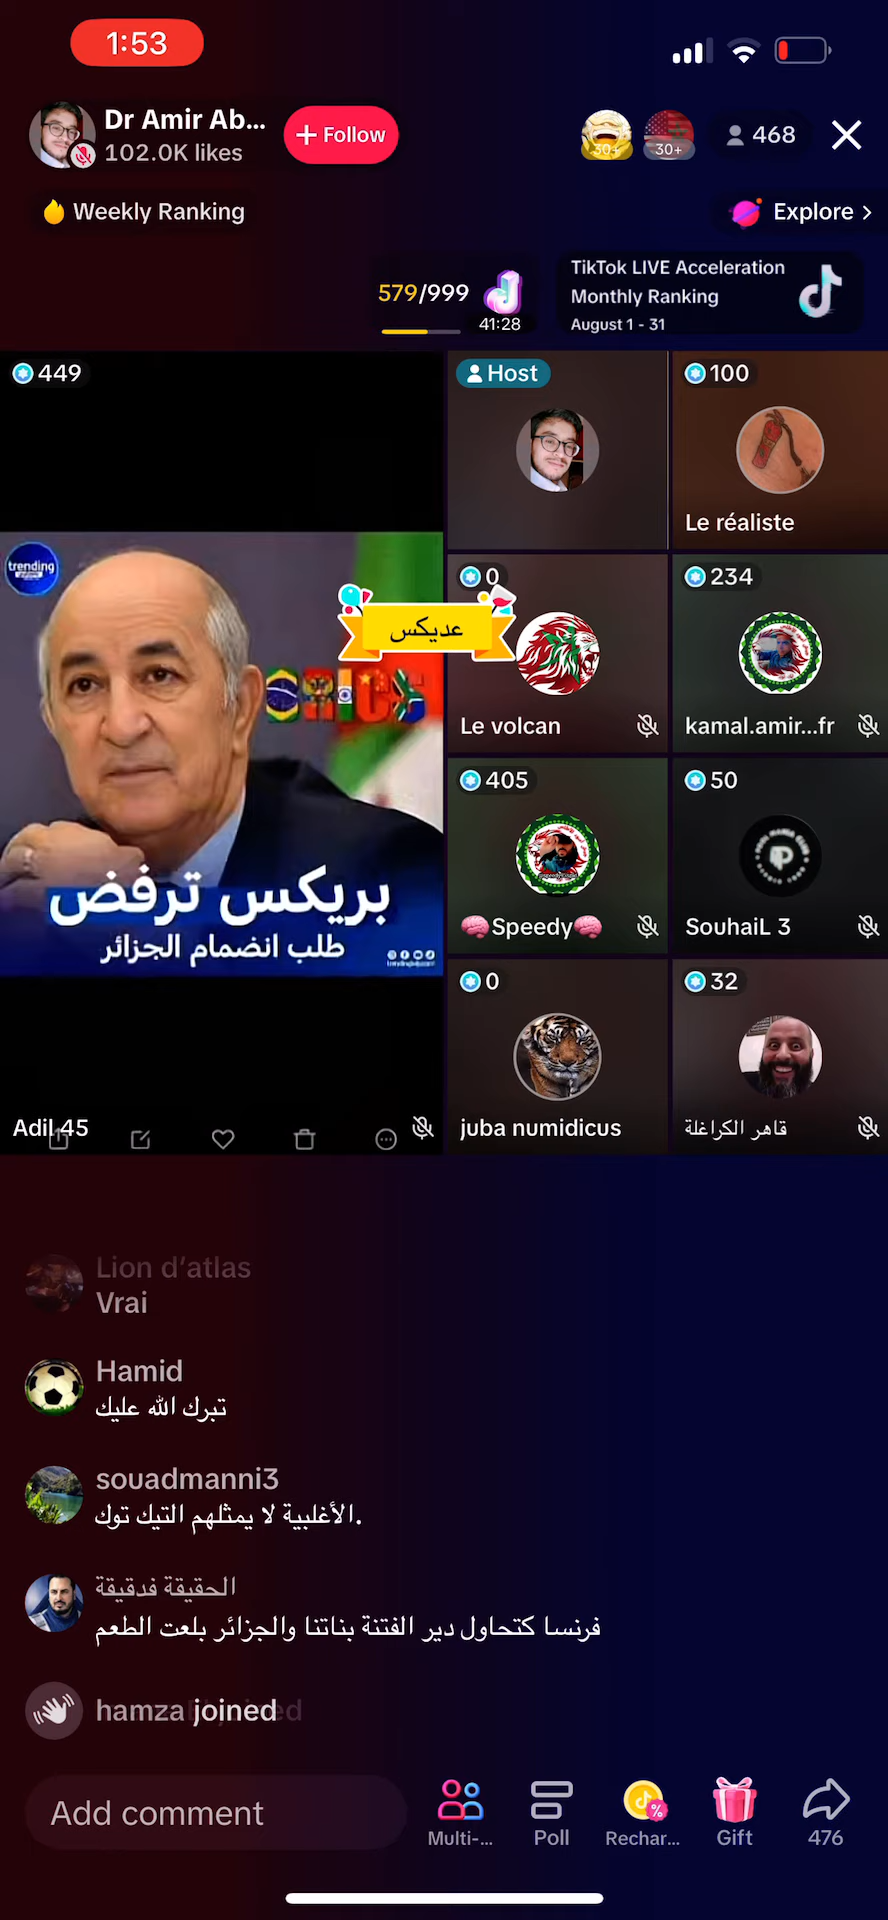 1:53
Dr Amir Ab...
102.0K likes
+ Follow
30+
30+
468
Weekly Ranking
Explore >
579/999
41:28
TikTok LIVE Acceleration
Monthly Ranking
August 1 - 31
449
Host
100
Le réaliste
trending
BRICS
عديكس
0
Le volcan
234
kamal.amir...fr
بريكس ترفض
طلب انضمام الجزائر
405
🧠Speedy🧠
50
SouhaiL 3
0
juba numidicus
32
قاهر الكراغلة
Adil 45
Lion d'atlas
Vrai
Hamid
تبرك الله عليك
souadmanni3
الأغلبية لا يمثلهم التيك توك.
الحقيقة فدقيقة
فرنسا كتحاول دير الفتنة بناتنا والجزائر بلعت الطعم
hamza joined
Add comment
Multi-...
Poll
Rechar...
Gift
476